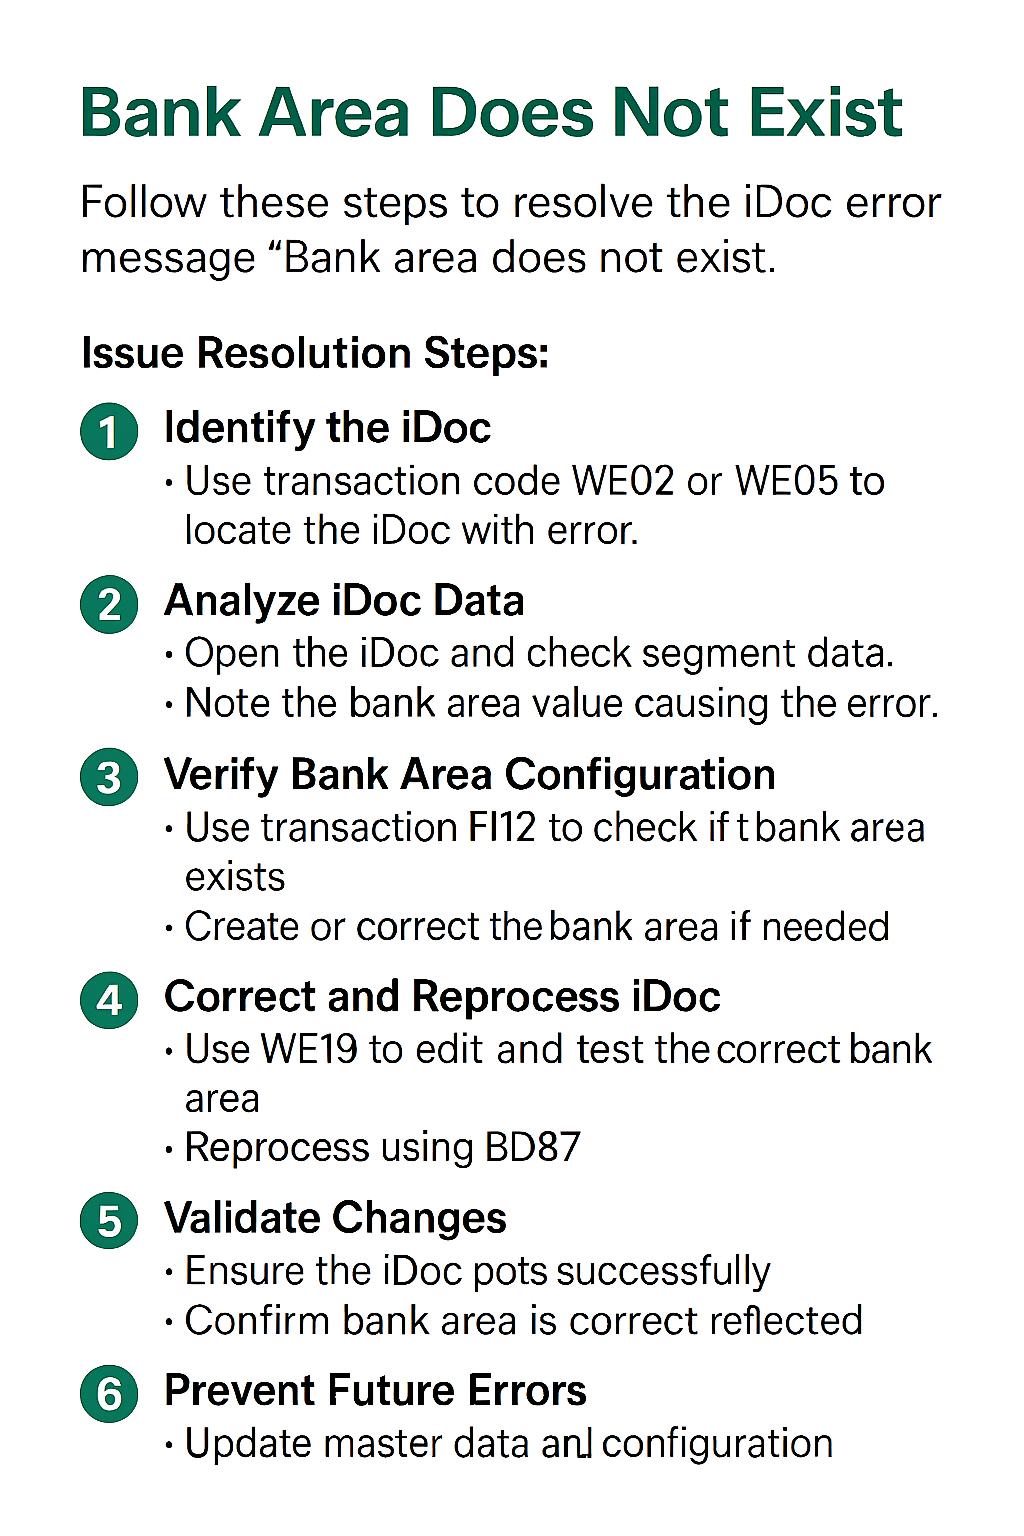 Bank Area Does Not Exist
Follow these steps to resolve the iDoc error
message “Bank area does not exist.
Issue Resolution Steps:
1 Identify the iDoc
• Use transaction code WE02 or WE05 to
locate the iDoc with error.
2 Analyze iDoc Data
• Open the iDoc and check segment data.
• Note the bank area value causing the error.
3 Verify Bank Area Configuration
• Use transaction FI12 to check if t bank area
exists
• Create or correct the bank area if needed
4 Correct and Reprocess iDoc
• Use WE19 to edit and test the correct bank
area
• Reprocess using BD87
5 Validate Changes
• Ensure the iDoc pots successfully
• Confirm bank area is correct reflected
6 Prevent Future Errors
• Update master data and configuration